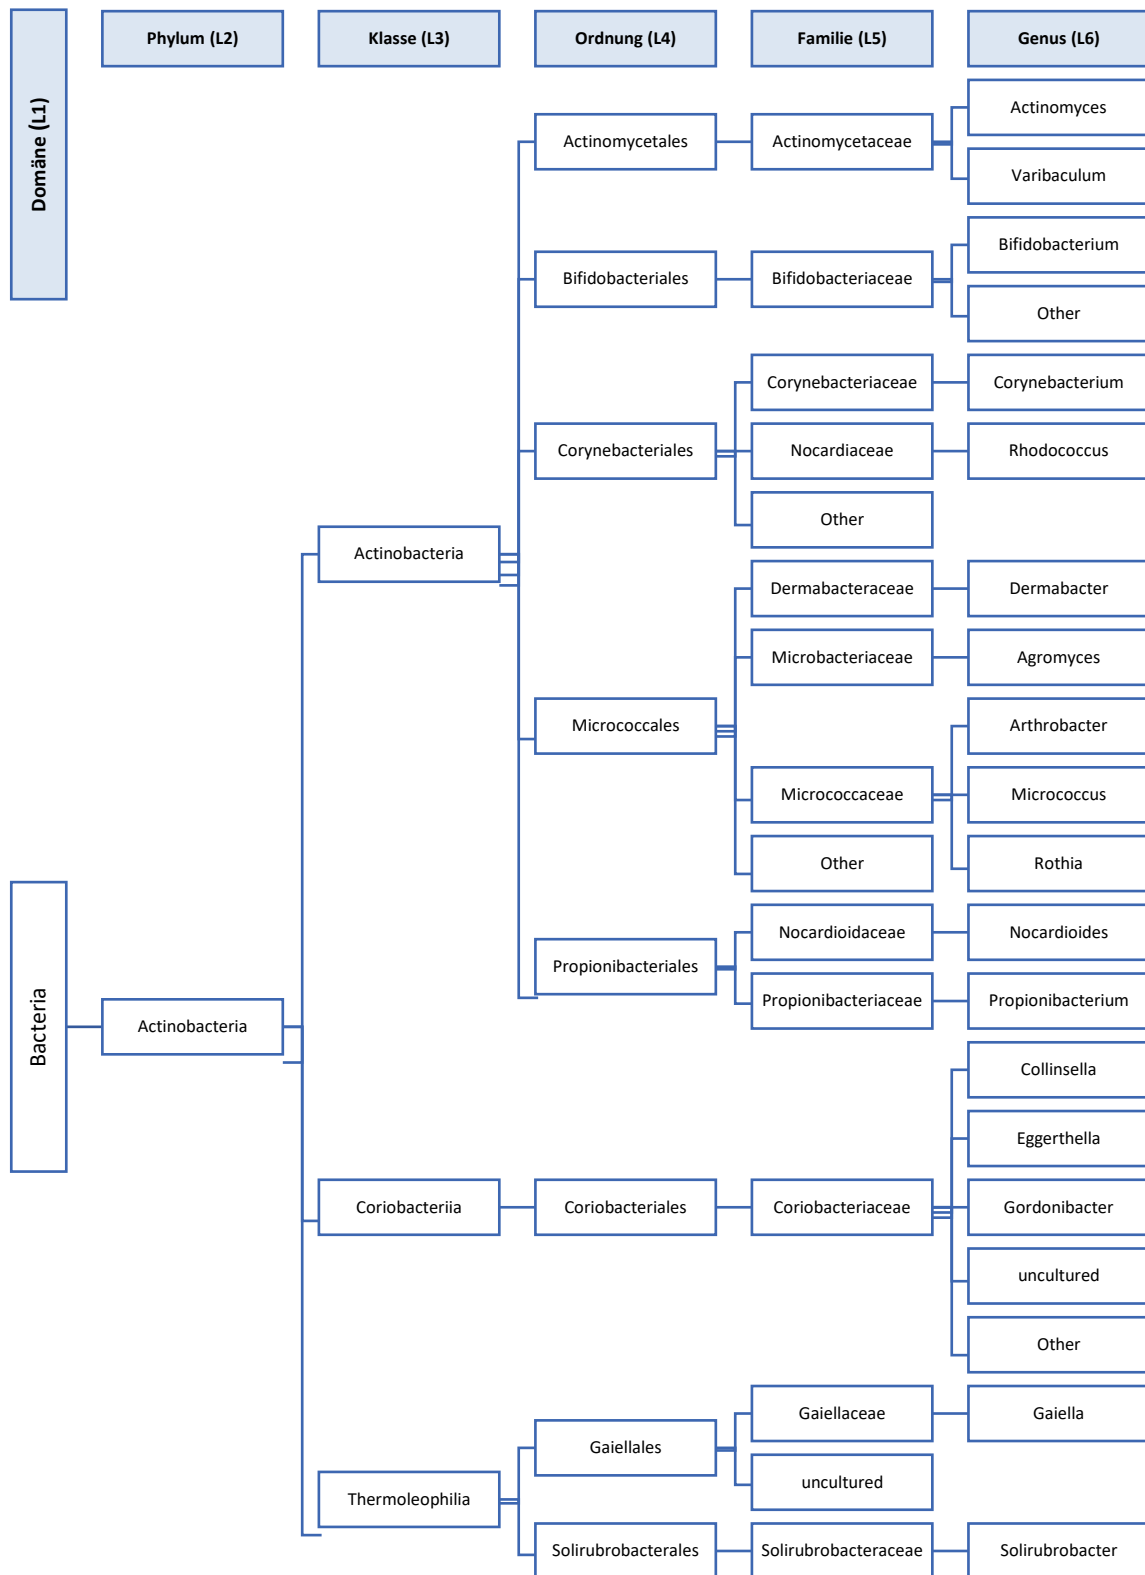 Domäne (L1)
Phylum (L2)
Klasse (L3)
Ordnung (L4)
Familie (L5)
Genus (L6)
Bacteria
Actinobacteria
Actinobacteria
Actinomycetales
Actinomycetaceae
Actinomyces
Varibaculum
Bifidobacteriales
Bifidobacteriaceae
Bifidobacterium
Other
Corynebacteriales
Corynebacteriaceae
Corynebacterium
Nocardiaceae
Rhodococcus
Other
Micrococcales
Dermabacteraceae
Dermabacter
Microbacteriaceae
Agromyces
Micrococcaceae
Arthrobacter
Micrococcus
Rothia
Other
Propionibacteriales
Nocardioidaceae
Nocardioides
Propionibacteriaceae
Propionibacterium
Coriobacteriia
Coriobacteriales
Coriobacteriaceae
Collinsella
Eggerthella
Gordonibacter
uncultured
Other
Thermoleophilia
Gaiellales
Gaiellaceae
Gaiella
uncultured
Solirubrobacterales
Solirubrobacteraceae
Solirubrobacter